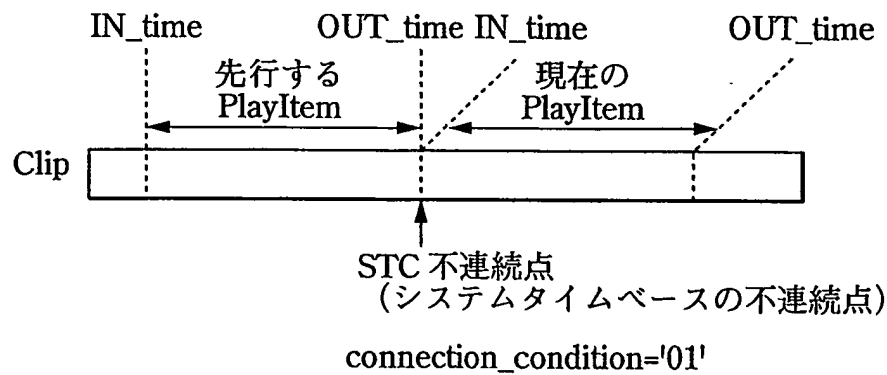 IN_time OUT_time IN_time OUT_time
先行する 現在の
PlayItem PlayItem
Clip
STC 不連続点
（システムタイムベースの不連続点）
connection_condition='01'